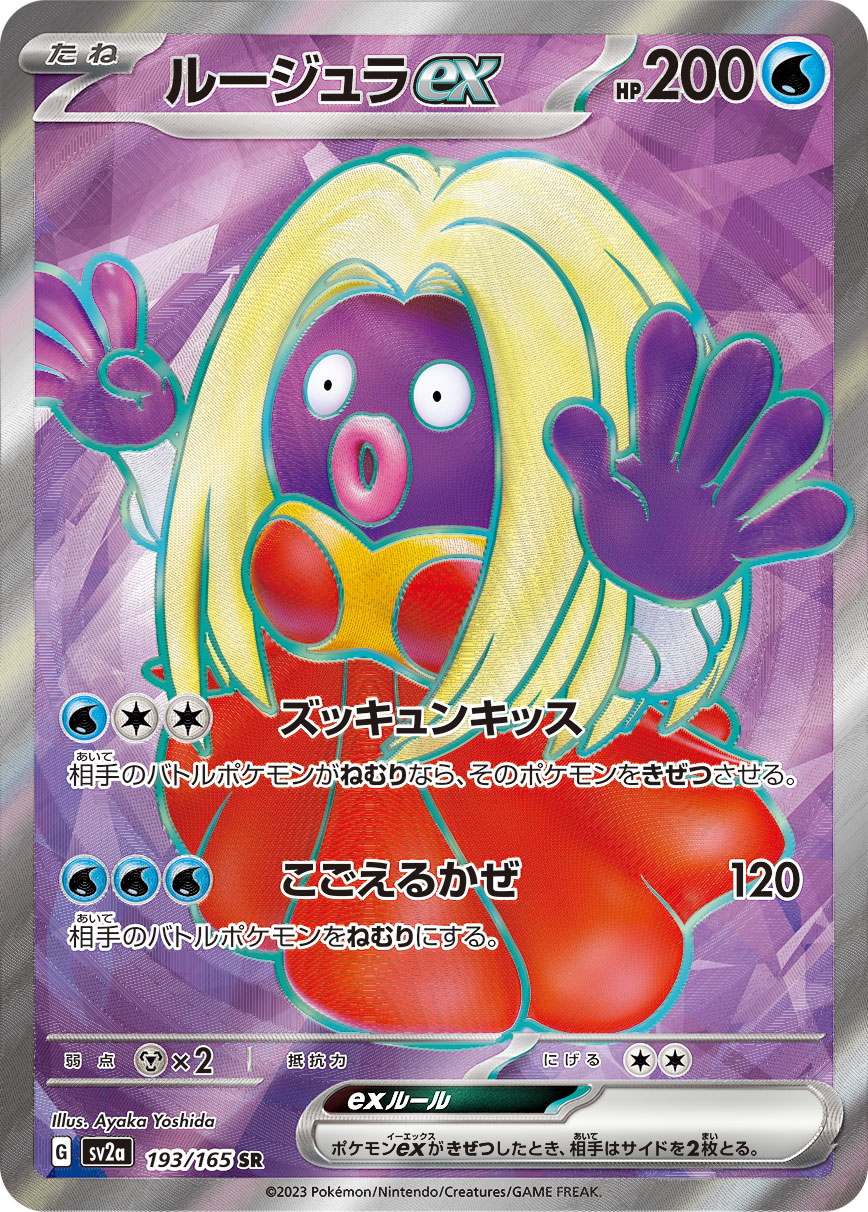 たね
ルージュラex
HP200
ズッキュンキッス
相手のバトルポケモンがねむりなら、そのポケモンをきぜつさせる。
あいて
こごえるかぜ 120
相手のバトルポケモンをねむりにする。
あいて
弱点 ×2 抵抗力 にげる
exルール
ポケモンexがきぜつしたとき、相手はサイドを2枚とる。
イーエックス あいて まい
Illus. Ayaka Yoshida
G sv2a 193/165 SR
©2023 Pokémon/Nintendo/Creatures/GAME FREAK.